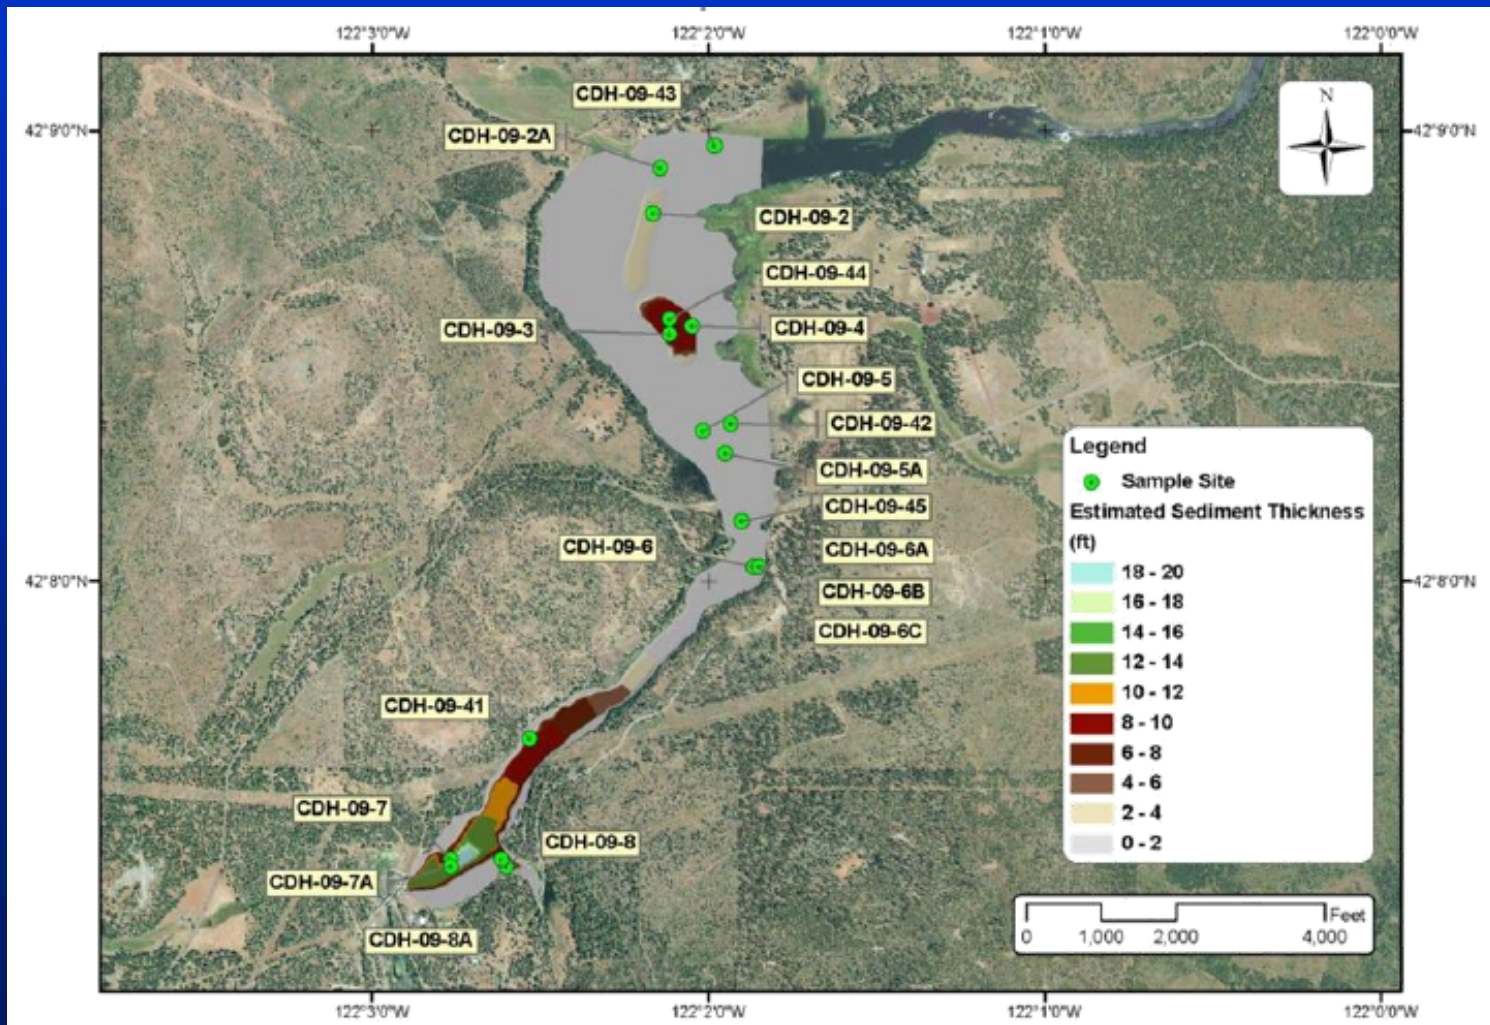 122°3'0"W
122°2'0"W
122°1'0"W
122°0'0"W
CDH-09-43
N
42°9'0"N
42°9'0"N
CDH-09-2A
CDH-09-2
CDH-09-44
CDH-09-3
CDH-09-4
CDH-09-5
CDH-09-42
Legend
CDH-09-5A
Sample Site
CDH-09-45
Estimated Sediment Thickness
(ft)
CDH-09-6
CDH-09-6A
18 - 20
42°8'0"N
42°8'0"N
CDH-09-6B
16 - 18
CDH-09-6C
14 - 16
12 - 14
10 - 12
CDH-09-41
8 - 10
6 - 8
4 - 6
CDH-09-7
2 - 4
CDH-09-8
0 - 2
CDH-09-7A
Feet
CDH-09-8A
0
1,000
2,000
4,000
122°3'0"W
122°2'0"W
122°1'0"W
122°0'0"W